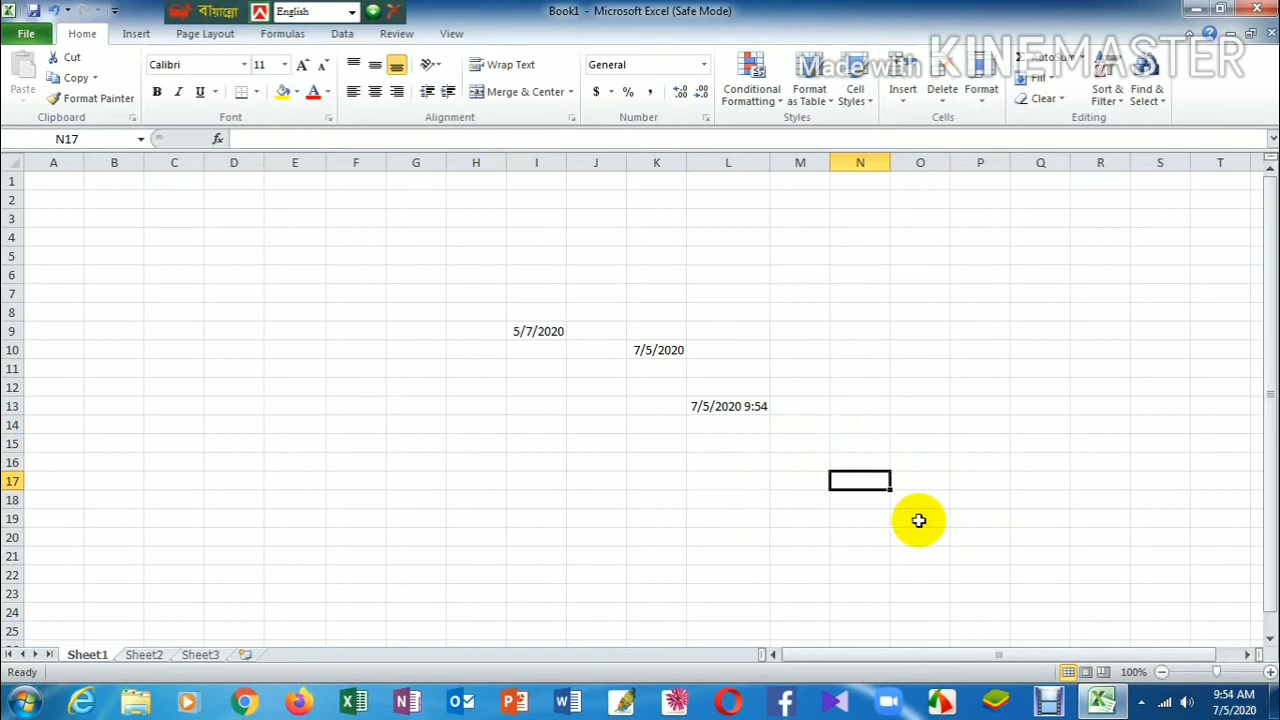 বায়ান্নো English Book1 - Microsoft Excel (Safe Mode)
File Home Insert Page Layout Formulas Data Review View
Made with KINEMASTER
Paste
Cut
Copy
Format Painter
Clipboard
Calibri 11
B I U
Font
Wrap Text
Merge & Center
Alignment
General
$ % ,
Number
Conditional Formatting
Format as Table
Cell Styles
Styles
Insert Delete Format
Cells
AutoSum
Fill
Clear
Sort & Filter
Find & Select
Editing
N17 fx
A B C D E F G H I J K L M N O P Q R S T
1
2
3
4
5
6
7
8
9 5/7/2020
10 7/5/2020
11
12
13 7/5/2020 9:54
14
15
16
17
18
19
20
21
22
23
24
25
Sheet1 Sheet2 Sheet3
Ready 100%
9:54 AM
7/5/2020